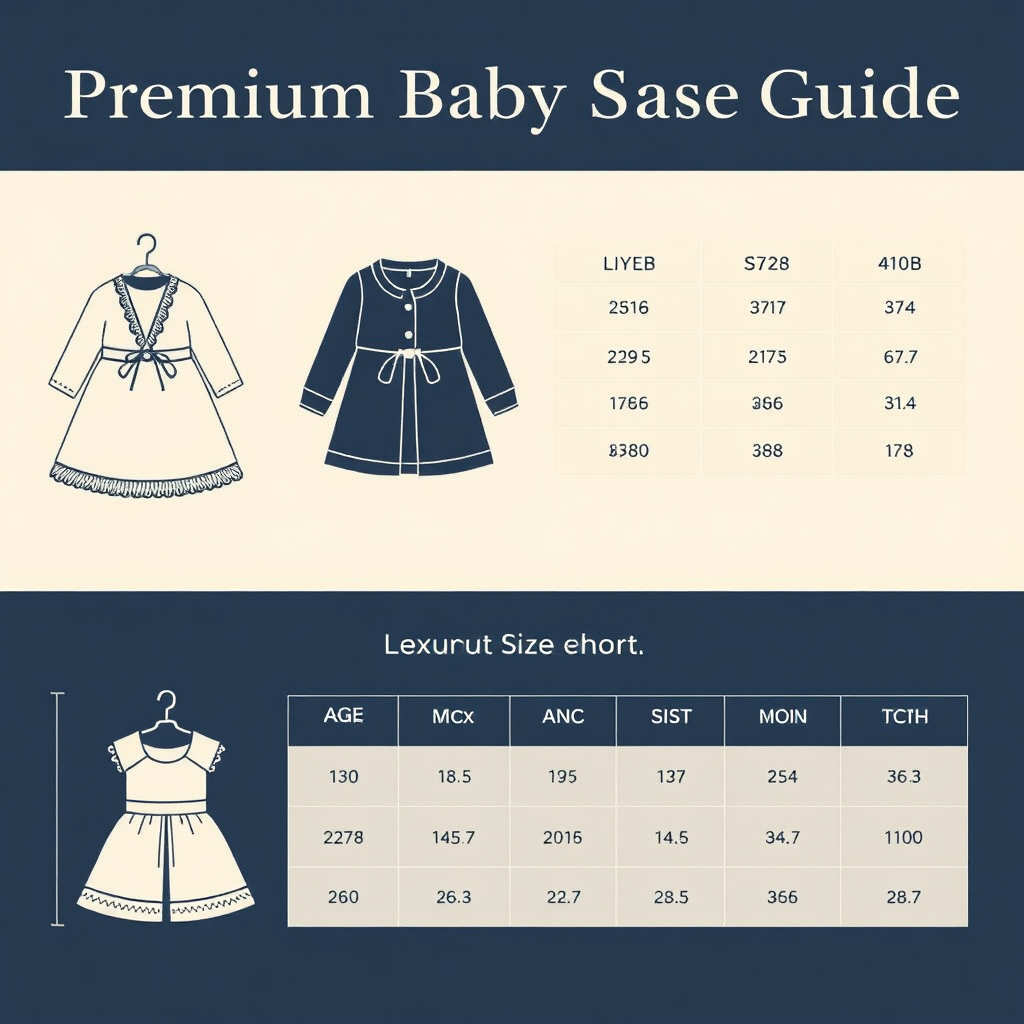 Premium Baby Sase Guide
LIYEB S728 410B
2516 3717 374
2295 2175 67.7
1766 366 31.4
8380 388 178
Lexurut Size ehort.
AGE MCx ANC SIST MOIN TCTH
130 18.5 195 137 254 36.3
2278 145.7 2016 14.5 34.7 1100
260 26.3 22.7 28.5 366 28.7